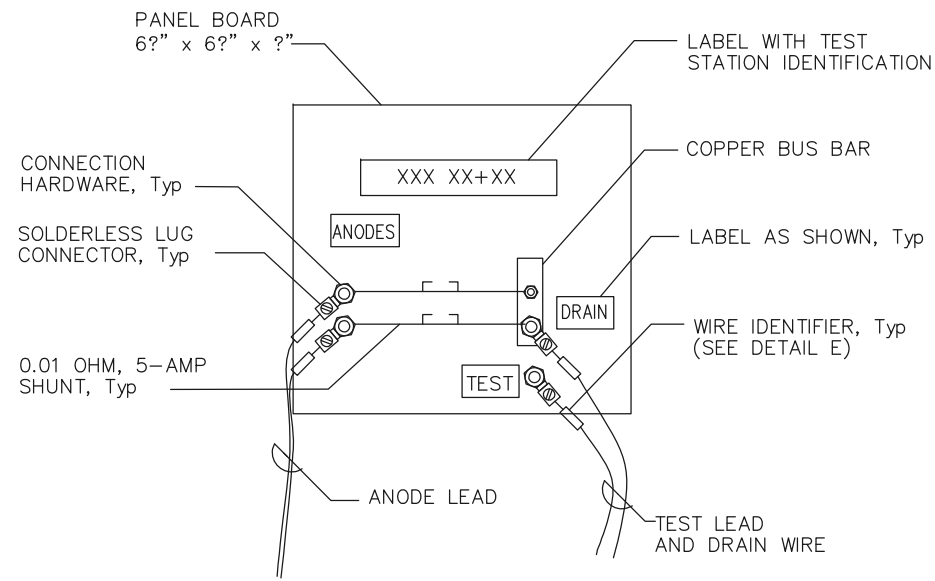 PANEL BOARD
6?” x 6?” x ?”
LABEL WITH TEST
STATION IDENTIFICATION
COPPER BUS BAR
CONNECTION
HARDWARE, Typ
XXX XX+XX
ANODES
SOLDERLESS LUG
CONNECTOR, Typ
LABEL AS SHOWN, Typ
DRAIN
WIRE IDENTIFIER, Typ
(SEE DETAIL E)
0.01 OHM, 5-AMP
SHUNT, Typ
TEST
ANODE LEAD
TEST LEAD
AND DRAIN WIRE